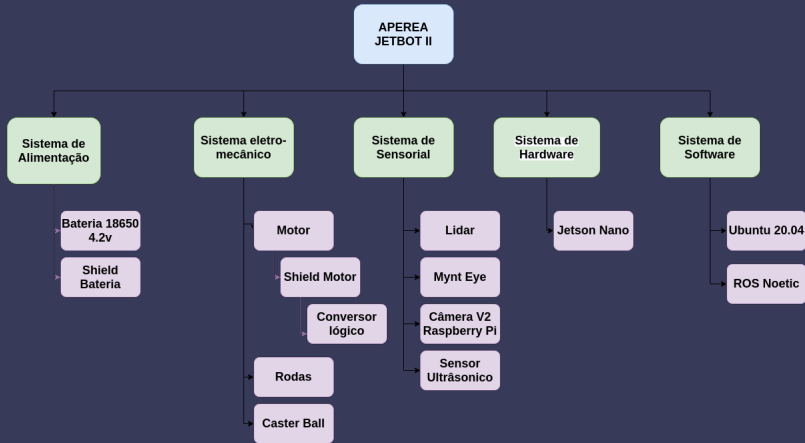 APEREA
JETBOT II
Sistema de
Alimentação
Sistema eletro-
mecânico
Sistema de
Sensorial
Sistema de
Hardware
Sistema de
Software
Bateria 18650
4.2v
Shield
Bateria
Motor
Shield Motor
Conversor
lógico
Rodas
Caster Ball
Lidar
Mynt Eye
Câmera V2
Raspberry Pi
Sensor
Ultrâsonico
Jetson Nano
Ubuntu 20.04
ROS Noetic